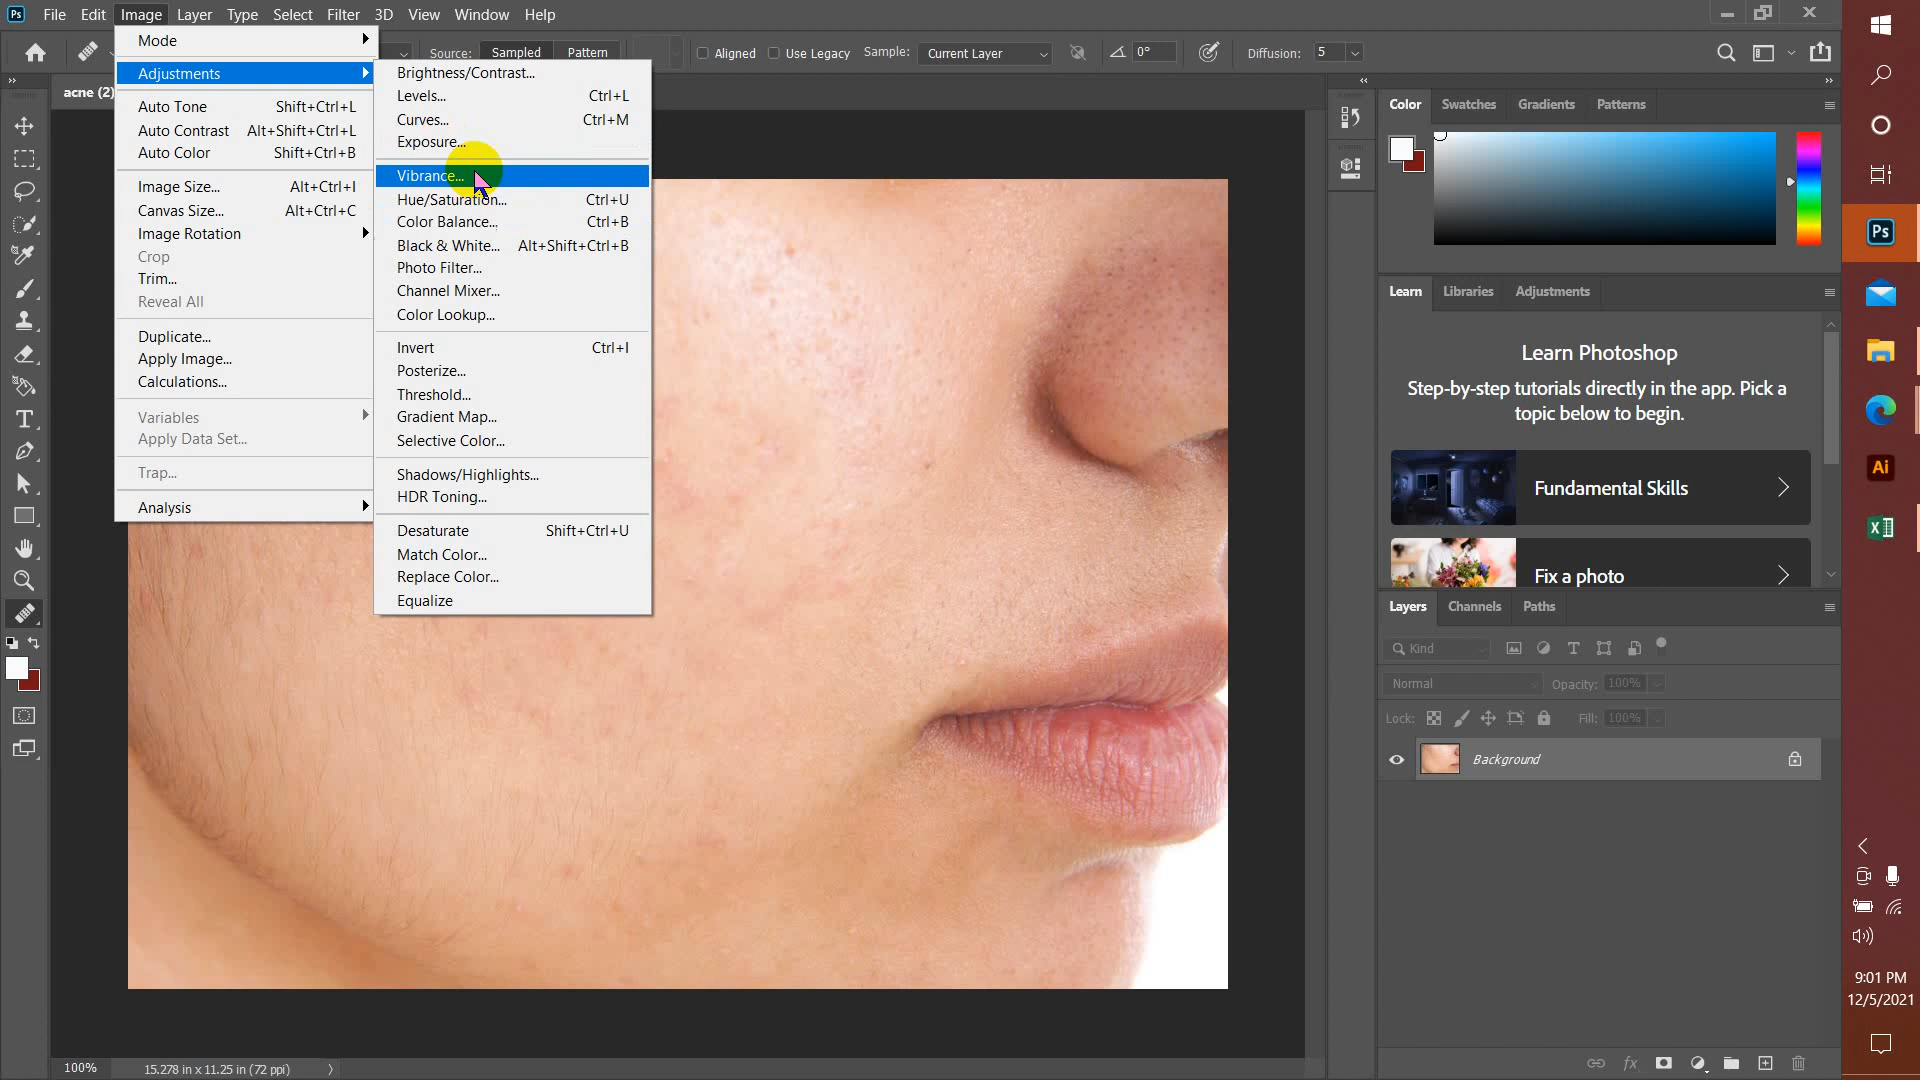 Ps File Edit Image Layer Type Select Filter 3D View Window Help
Source: Sampled Pattern Aligned Use Legacy Sample: Current Layer 0° Diffusion: 5
acne (2)
Mode
Adjustments
Auto Tone Shift+Ctrl+L
Auto Contrast Alt+Shift+Ctrl+L
Auto Color Shift+Ctrl+B
Image Size... Alt+Ctrl+I
Canvas Size... Alt+Ctrl+C
Image Rotation
Crop
Trim...
Reveal All
Duplicate...
Apply Image...
Calculations...
Variables
Apply Data Set...
Trap...
Analysis
Brightness/Contrast...
Levels... Ctrl+L
Curves... Ctrl+M
Exposure...
Vibrance...
Hue/Saturation... Ctrl+U
Color Balance... Ctrl+B
Black & White... Alt+Shift+Ctrl+B
Photo Filter...
Channel Mixer...
Color Lookup...
Invert Ctrl+I
Posterize...
Threshold...
Gradient Map...
Selective Color...
Shadows/Highlights...
HDR Toning...
Desaturate Shift+Ctrl+U
Match Color...
Replace Color...
Equalize
Color Swatches Gradients Patterns
Learn Libraries Adjustments
Learn Photoshop
Step-by-step tutorials directly in the app. Pick a
topic below to begin.
Fundamental Skills
Fix a photo
Layers Channels Paths
Kind
Normal Opacity: 100%
Lock: Fill: 100%
Background
fx
100% 15.278 in x 11.25 in (72 ppi)
Ps
Ai
X
9:01 PM
12/5/2021